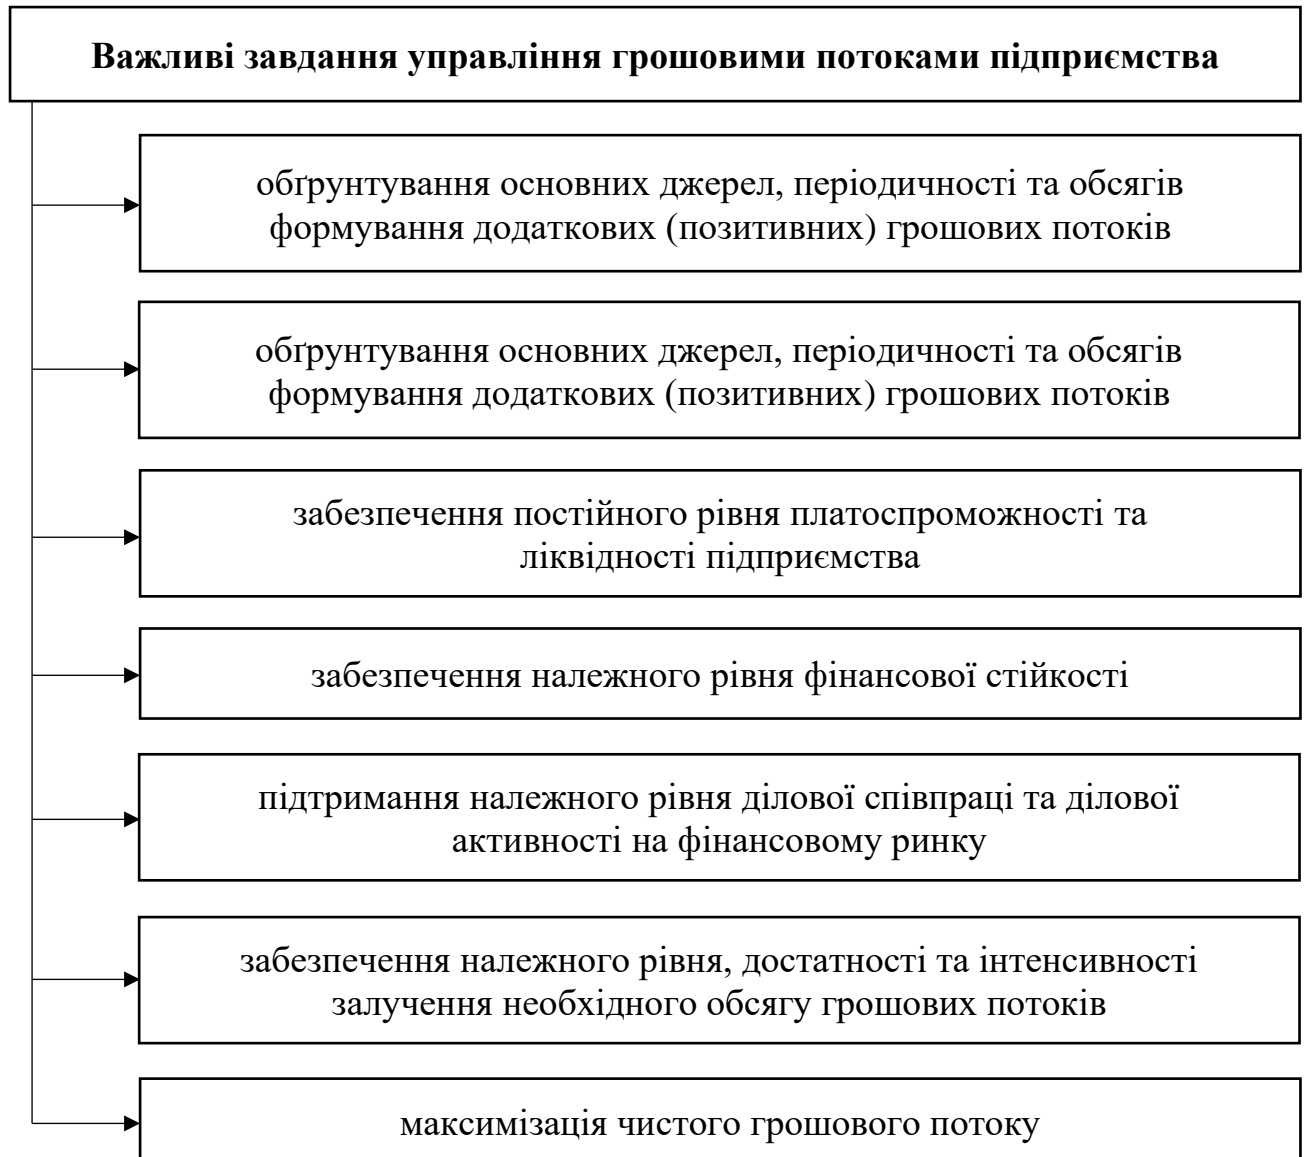 Важливі завдання управління грошовими потоками підприємства
обґрунтування основних джерел, періодичності та обсягів
формування додаткових (позитивних) грошових потоків
обґрунтування основних джерел, періодичності та обсягів
формування додаткових (позитивних) грошових потоків
забезпечення постійного рівня платоспроможності та
ліквідності підприємства
забезпечення належного рівня фінансової стійкості
підтримання належного рівня ділової співпраці та ділової
активності на фінансовому ринку
забезпечення належного рівня, достатності та інтенсивності
залучення необхідного обсягу грошових потоків
максимізація чистого грошового потоку